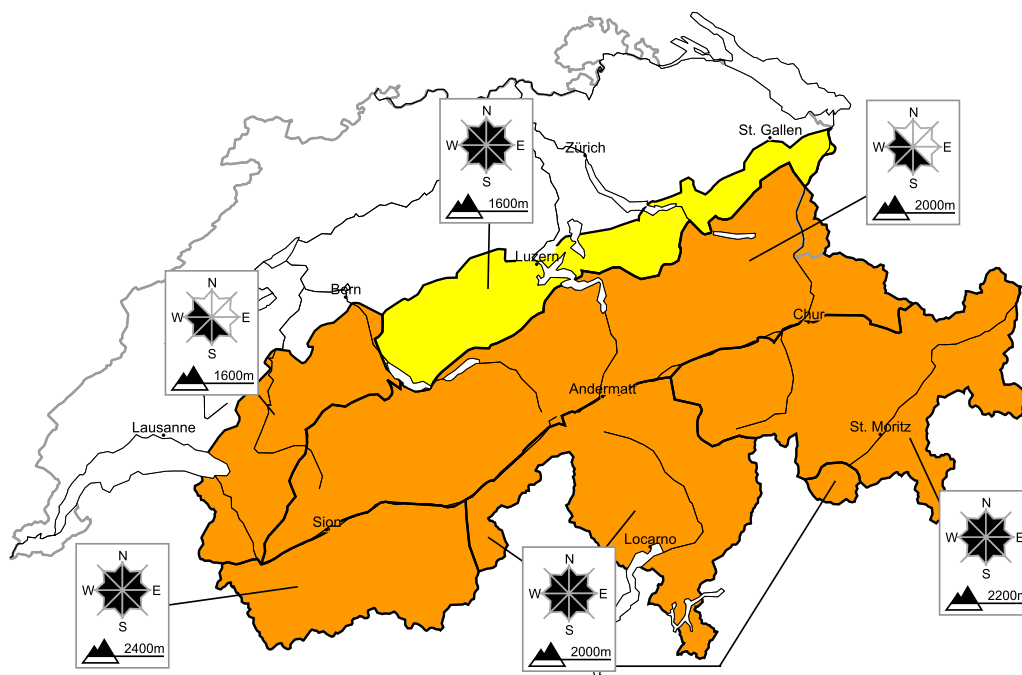 N
W E
S
1600m
Zürich
St. Gallen
N
W E
S
2000m
Luzern
Bern
N
W E
S
1600m
Chur
Andermatt
Lausanne
St. Moritz
Sion
Locarno
N
W E
S
2200m
N
W E
S
2400m
N
W E
S
2000m